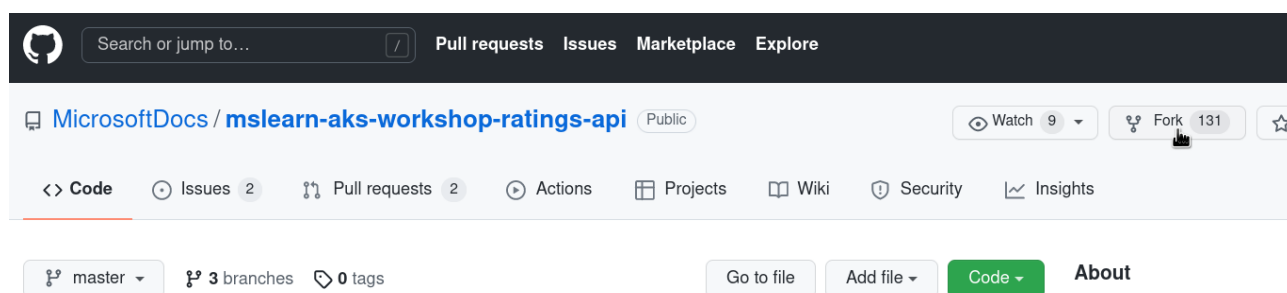 Search or jump to… / Pull requests Issues Marketplace Explore
MicrosoftDocs / mslearn-aks-workshop-ratings-api Public Watch 9 Fork 131
<> Code Issues 2 Pull requests 2 Actions Projects Wiki Security Insights
master 3 branches 0 tags Go to file Add file Code About